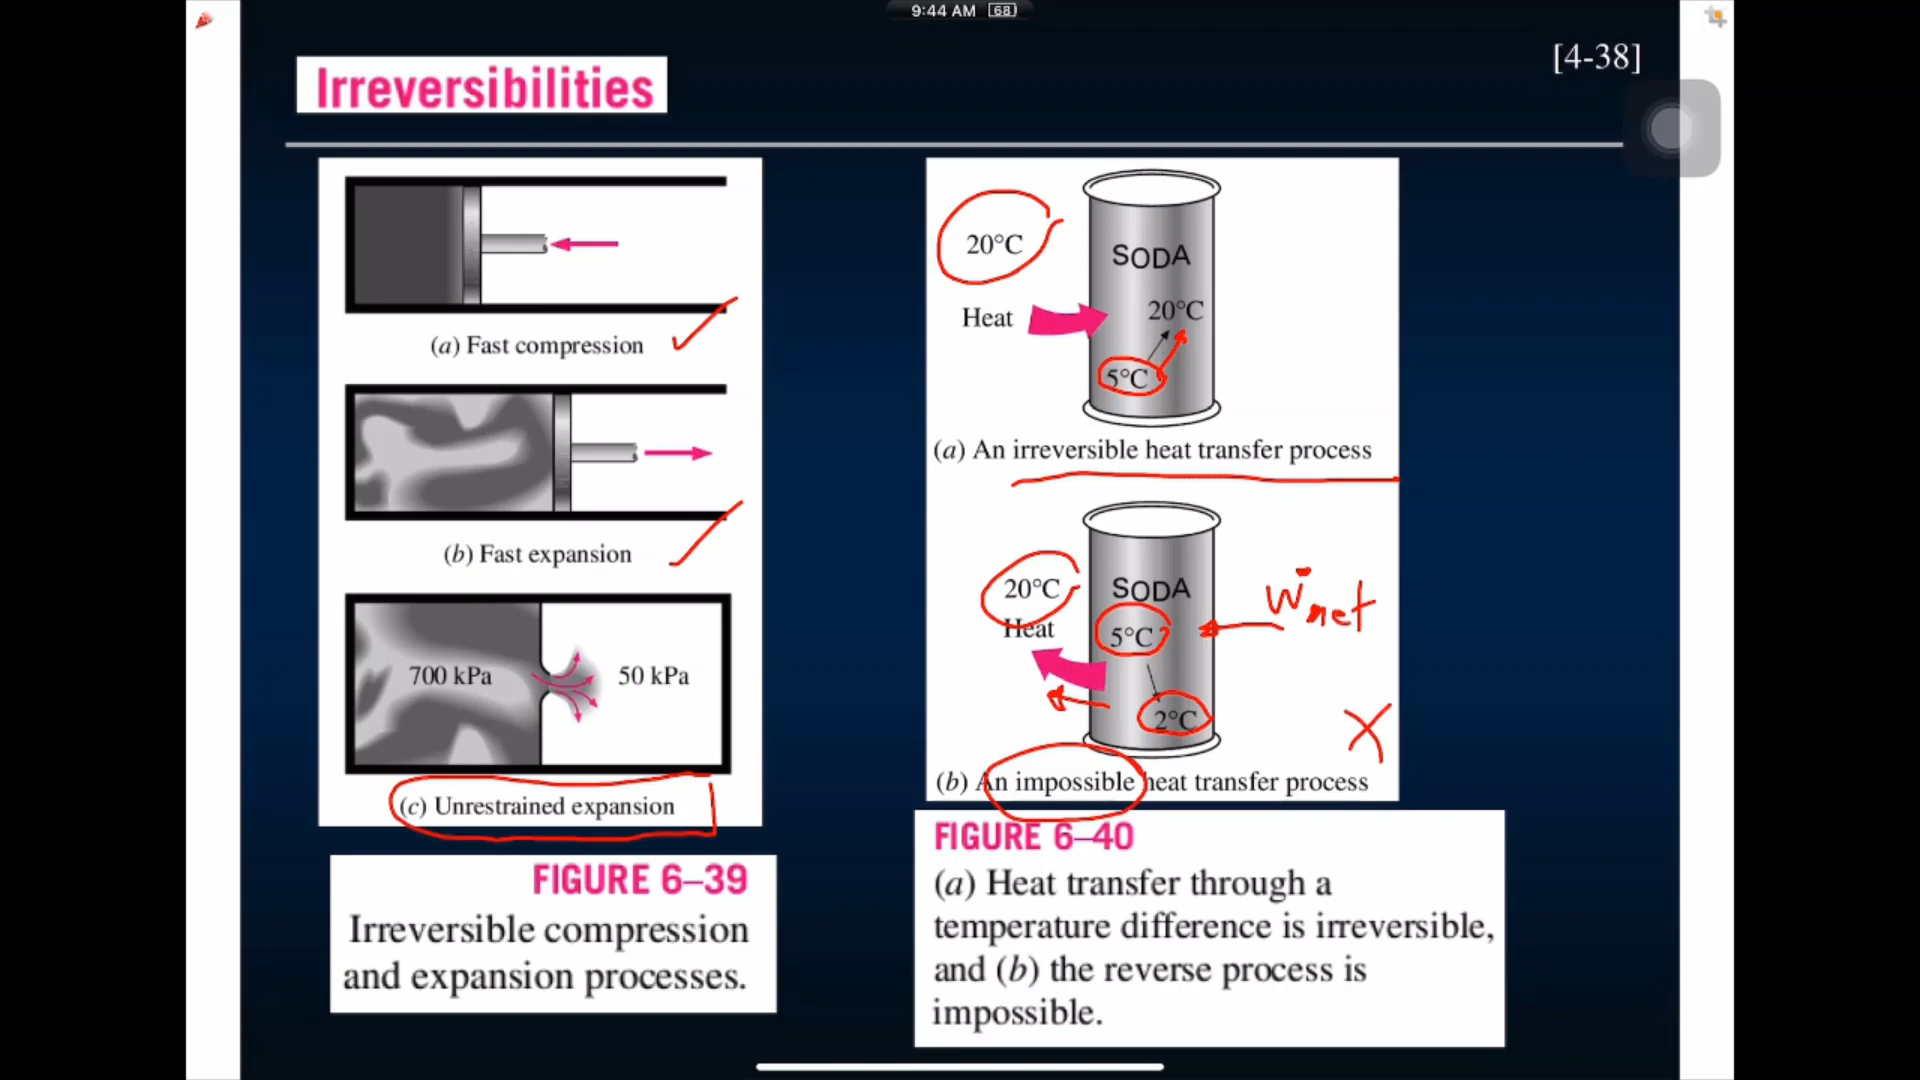 9:44 AM 68
[4-38]
Irreversibilities
(a) Fast compression
(b) Fast expansion
700 kPa
50 kPa
(c) Unrestrained expansion
FIGURE 6–39
Irreversible compression
and expansion processes.
20°C
SODA
Heat
20°C
5°C
(a) An irreversible heat transfer process
20°C
SODA
Ẇnet
Heat
5°C
2°C
X
(b) An impossible heat transfer process
FIGURE 6–40
(a) Heat transfer through a
temperature difference is irreversible,
and (b) the reverse process is
impossible.